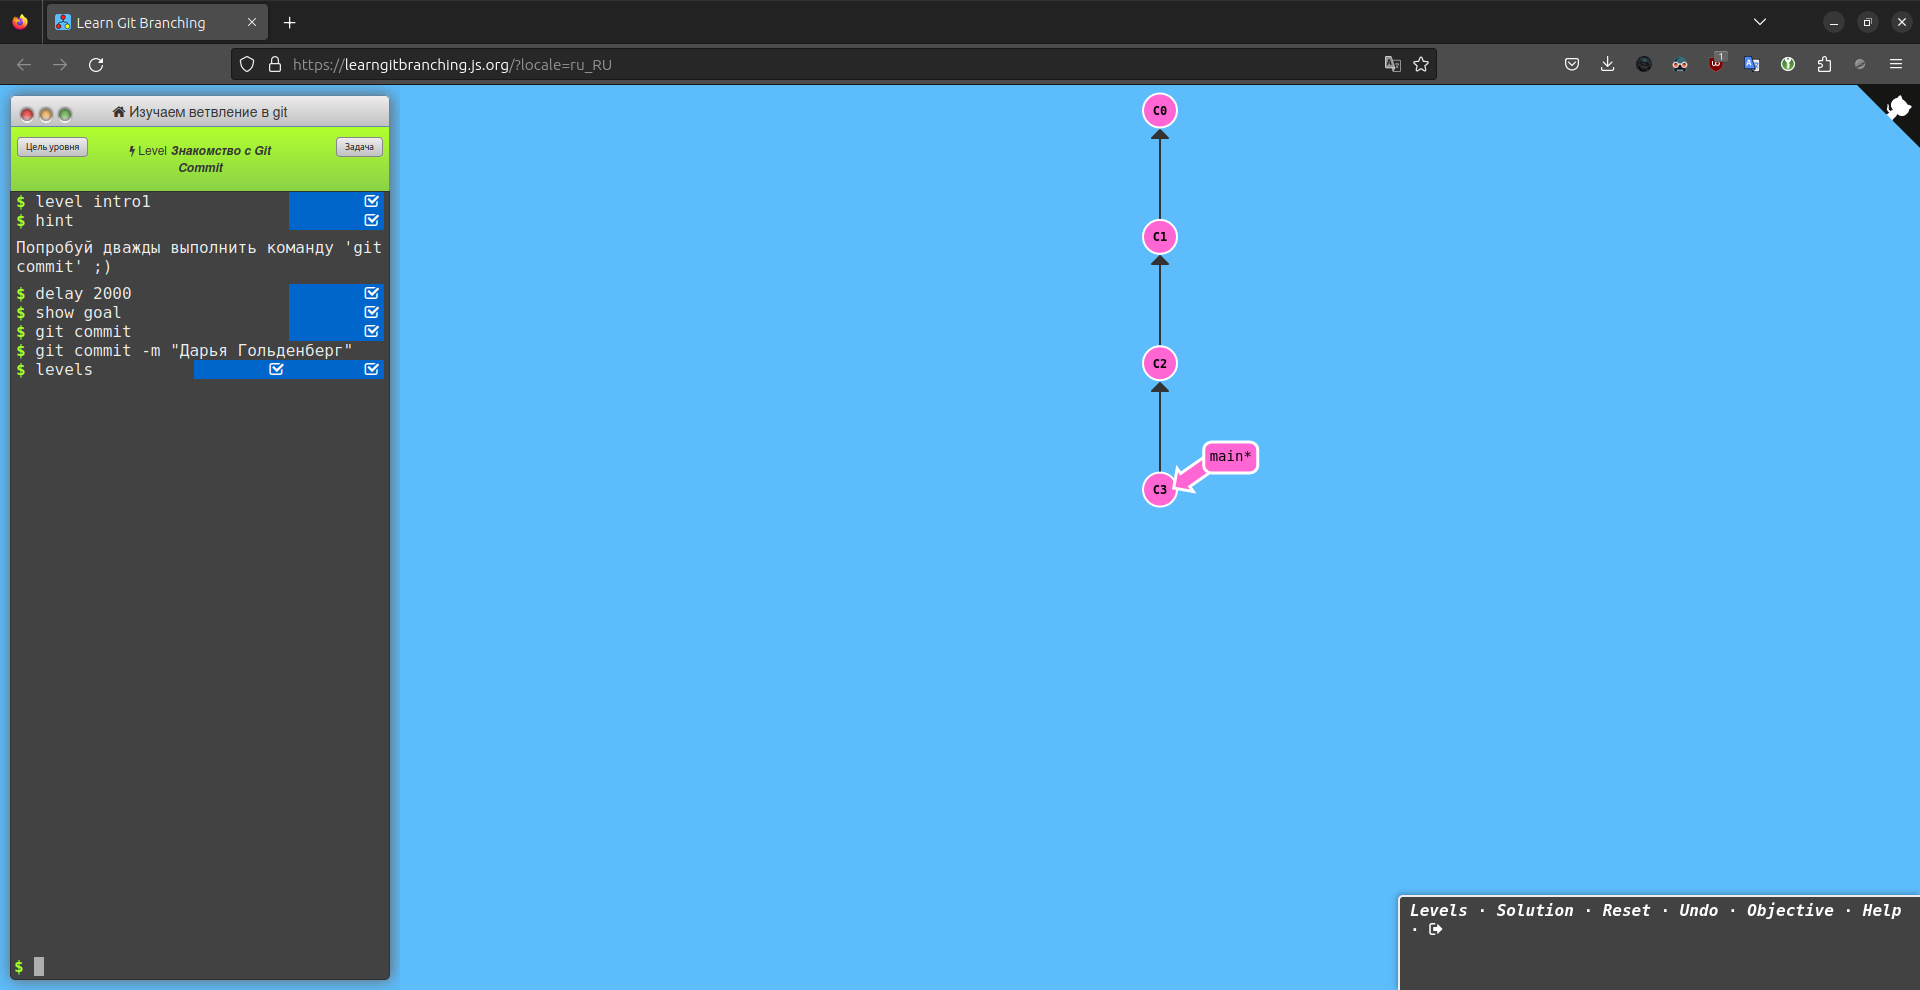 Learn Git Branching
https://learngitbranching.js.org/?locale=ru_RU
1
Изучаем ветвление в git
Цель уровня
Level Знакомство с Git
Commit
Задача
$ level intro1
$ hint
Попробуй дважды выполнить команду 'git
commit' ;)
$ delay 2000
$ show goal
$ git commit
$ git commit -m "Дарья Гольденберг"
$ levels
$
C0
C1
C2
main*
C3
Levels · Solution · Reset · Undo · Objective · Help
·